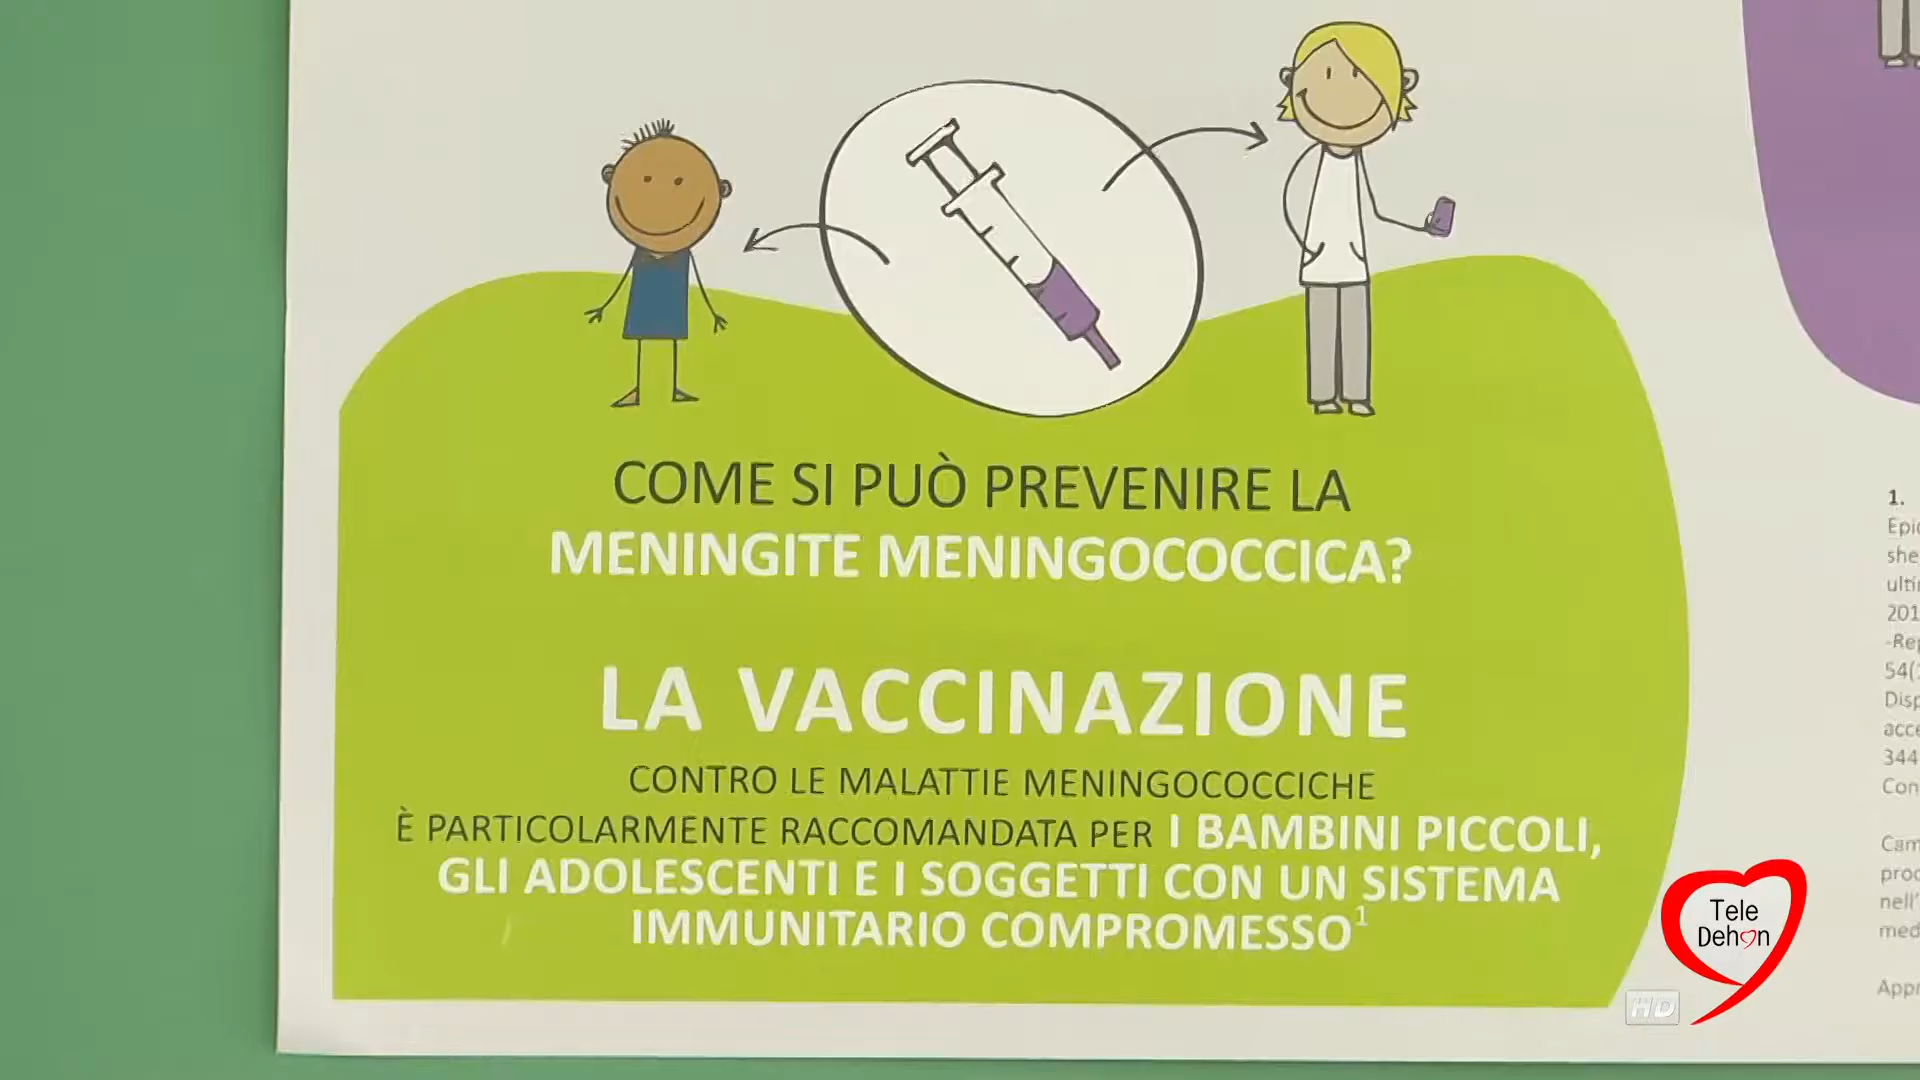 COME SI PUÒ PREVENIRE LA
MENINGITE MENINGOCOCCICA?
LA VACCINAZIONE
CONTRO LE MALATTIE MENINGOCOCCICHE
È PARTICOLARMENTE RACCOMANDATA PER I BAMBINI PICCOLI,
GLI ADOLESCENTI E I SOGGETTI CON UN SISTEMA
IMMUNITARIO COMPROMESSO1
1.
Tele
Dehon
HD